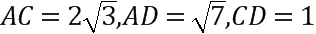 AC = 2√3,AD = √7,CD = 1